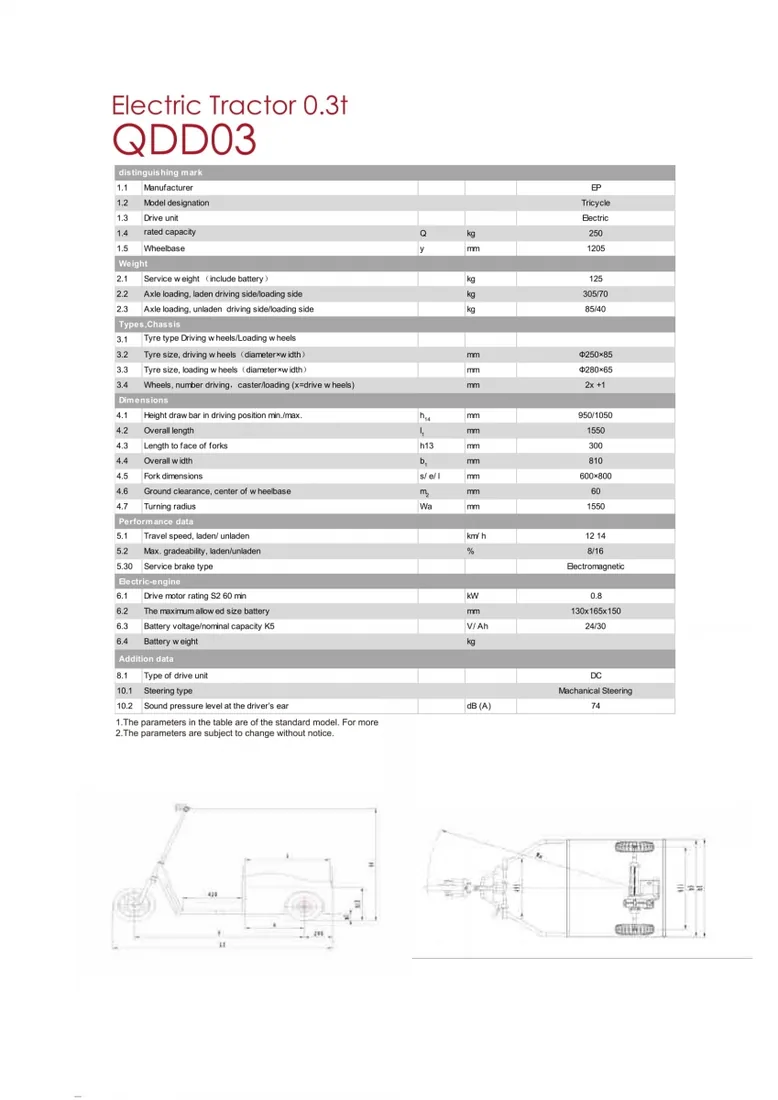 Electric Tractor 0.3t
QDD03
distinguishing mark
1.1 Manufacturer EP
1.2 Model designation Tricycle
1.3 Drive unit Electric
1.4 rated capacity Q kg 250
1.5 Wheelbase y mm 1205
Weight
2.1 Service weight（include battery） kg 125
2.2 Axle loading, laden driving side/loading side kg 305/70
2.3 Axle loading, unladen driving side/loading side kg 85/40
Types,Chassis
3.1 Tyre type Driving wheels/Loading wheels
3.2 Tyre size, driving wheels（diameter×width） mm Φ250×85
3.3 Tyre size, loading wheels（diameter×width） mm Φ280×65
3.4 Wheels, number driving，caster/loading (x=drive wheels) mm 2x +1
Dimensions
4.1 Height draw bar in driving position min./max. h14 mm 950/1050
4.2 Overall length l1 mm 1550
4.3 Length to face of forks h13 mm 300
4.4 Overall width b1 mm 810
4.5 Fork dimensions s/ e/ l mm 600×800
4.6 Ground clearance, center of wheelbase m2 mm 60
4.7 Turning radius Wa mm 1550
Performance data
5.1 Travel speed, laden/ unladen km/ h 12 14
5.2 Max. gradeability, laden/unladen % 8/16
5.30 Service brake type Electromagnetic
Electric-engine
6.1 Drive motor rating S2 60 min kW 0.8
6.2 The maximum allowed size battery mm 130x165x150
6.3 Battery voltage/nominal capacity K5 V/ Ah 24/30
6.4 Battery weight kg
Addition data
8.1 Type of drive unit DC
10.1 Steering type Machanical Steering
10.2 Sound pressure level at the driver's ear dB (A) 74
1.The parameters in the table are of the standard model. For more
2.The parameters are subject to change without notice.
420